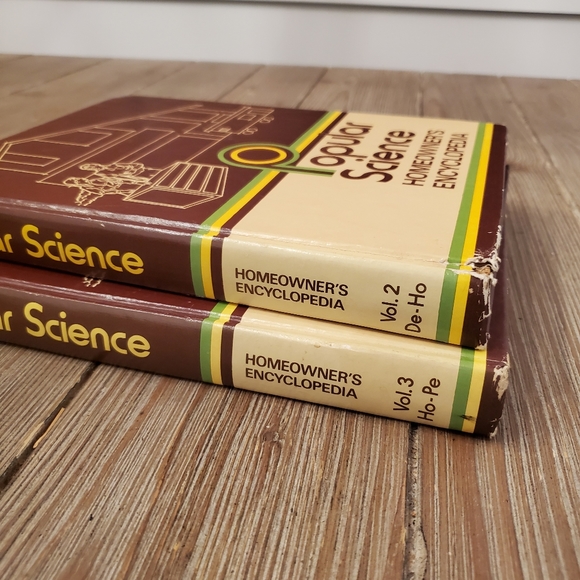 Popular
Science
HOMEOWNER'S
ENCYCLOPEDIA
ar Science
HOMEOWNER'S
ENCYCLOPEDIA
Vol. 2
De-Ho
ar Science
HOMEOWNER'S
ENCYCLOPEDIA
Vol. 3
Ho-Pe